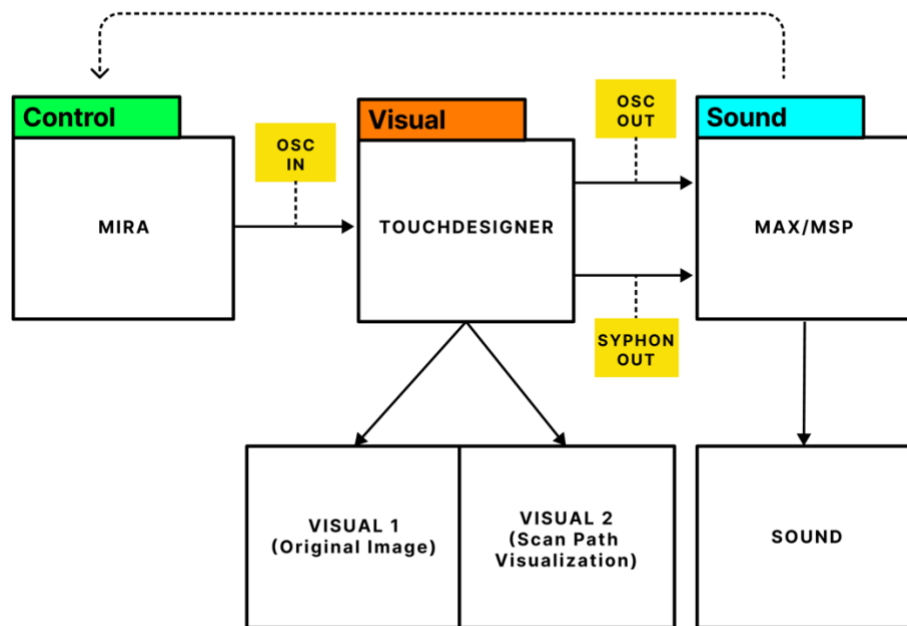 Control
OSC
IN
Visual
OSC
OUT
Sound
MIRA
TOUCHDESIGNER
MAX/MSP
SYPHON
OUT
VISUAL 1
(Original Image)
VISUAL 2
(Scan Path
Visualization)
SOUND